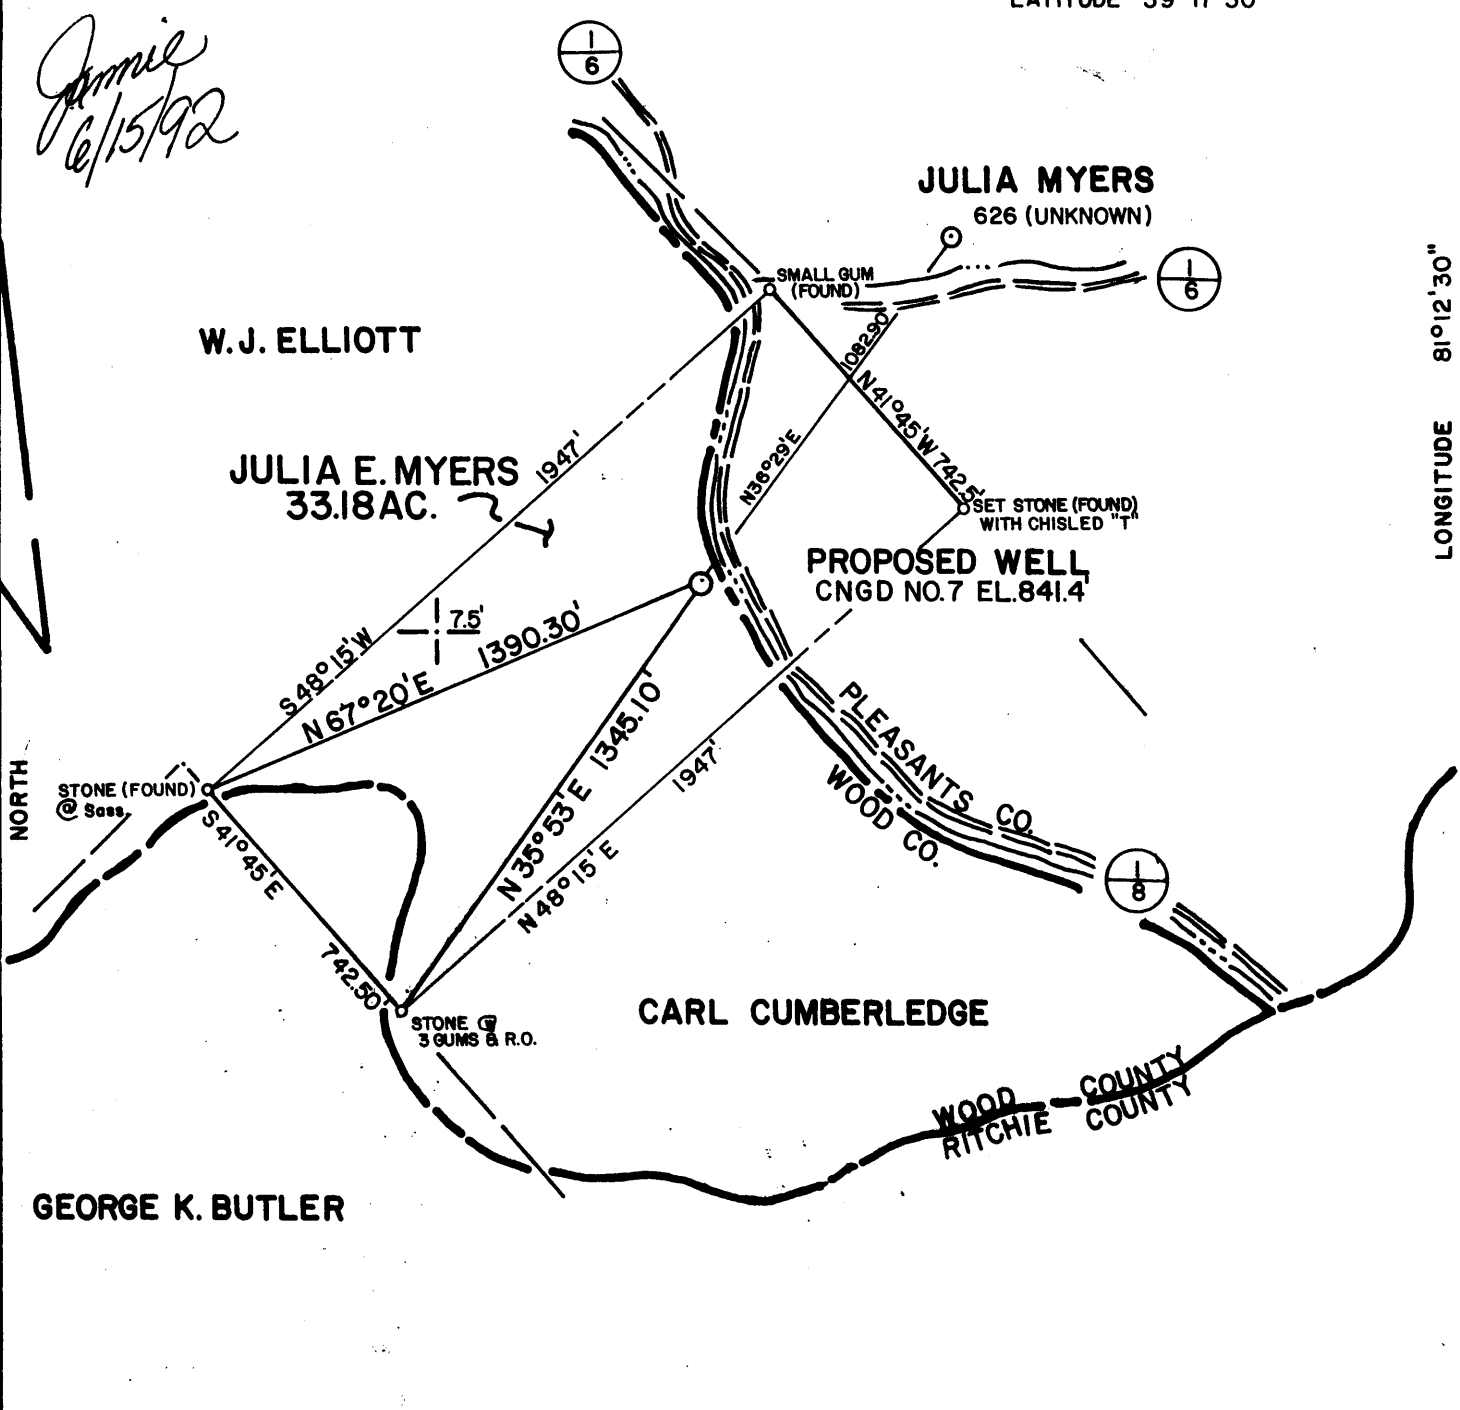 LATITUDE 39°17'30"
Jamie
6/15/92
1
6
JULIA MYERS
626 (UNKNOWN)
SMALL GUM
(FOUND)
1
6
81°12'30"
LONGITUDE
W.J. ELLIOTT
1082.90
N41°45'W 742.5'
N36°29'E
1947'
JULIA E. MYERS
33.18 AC.
SET STONE (FOUND)
WITH CHISLED "T"
PROPOSED WELL
CNGD NO.7 EL.841.4'
7.5'
S48°15'W
1390.30'
N67°20'E
N35°53'E 1345.10'
1947'
N48°15'E
PLEASANTS CO.
WOOD CO.
NORTH
STONE (FOUND)
@ Sass.
S41°45'E
742.50'
1
8
STONE @
3 GUMS & R.O.
CARL CUMBERLEDGE
WOOD COUNTY
RITCHIE COUNTY
GEORGE K. BUTLER